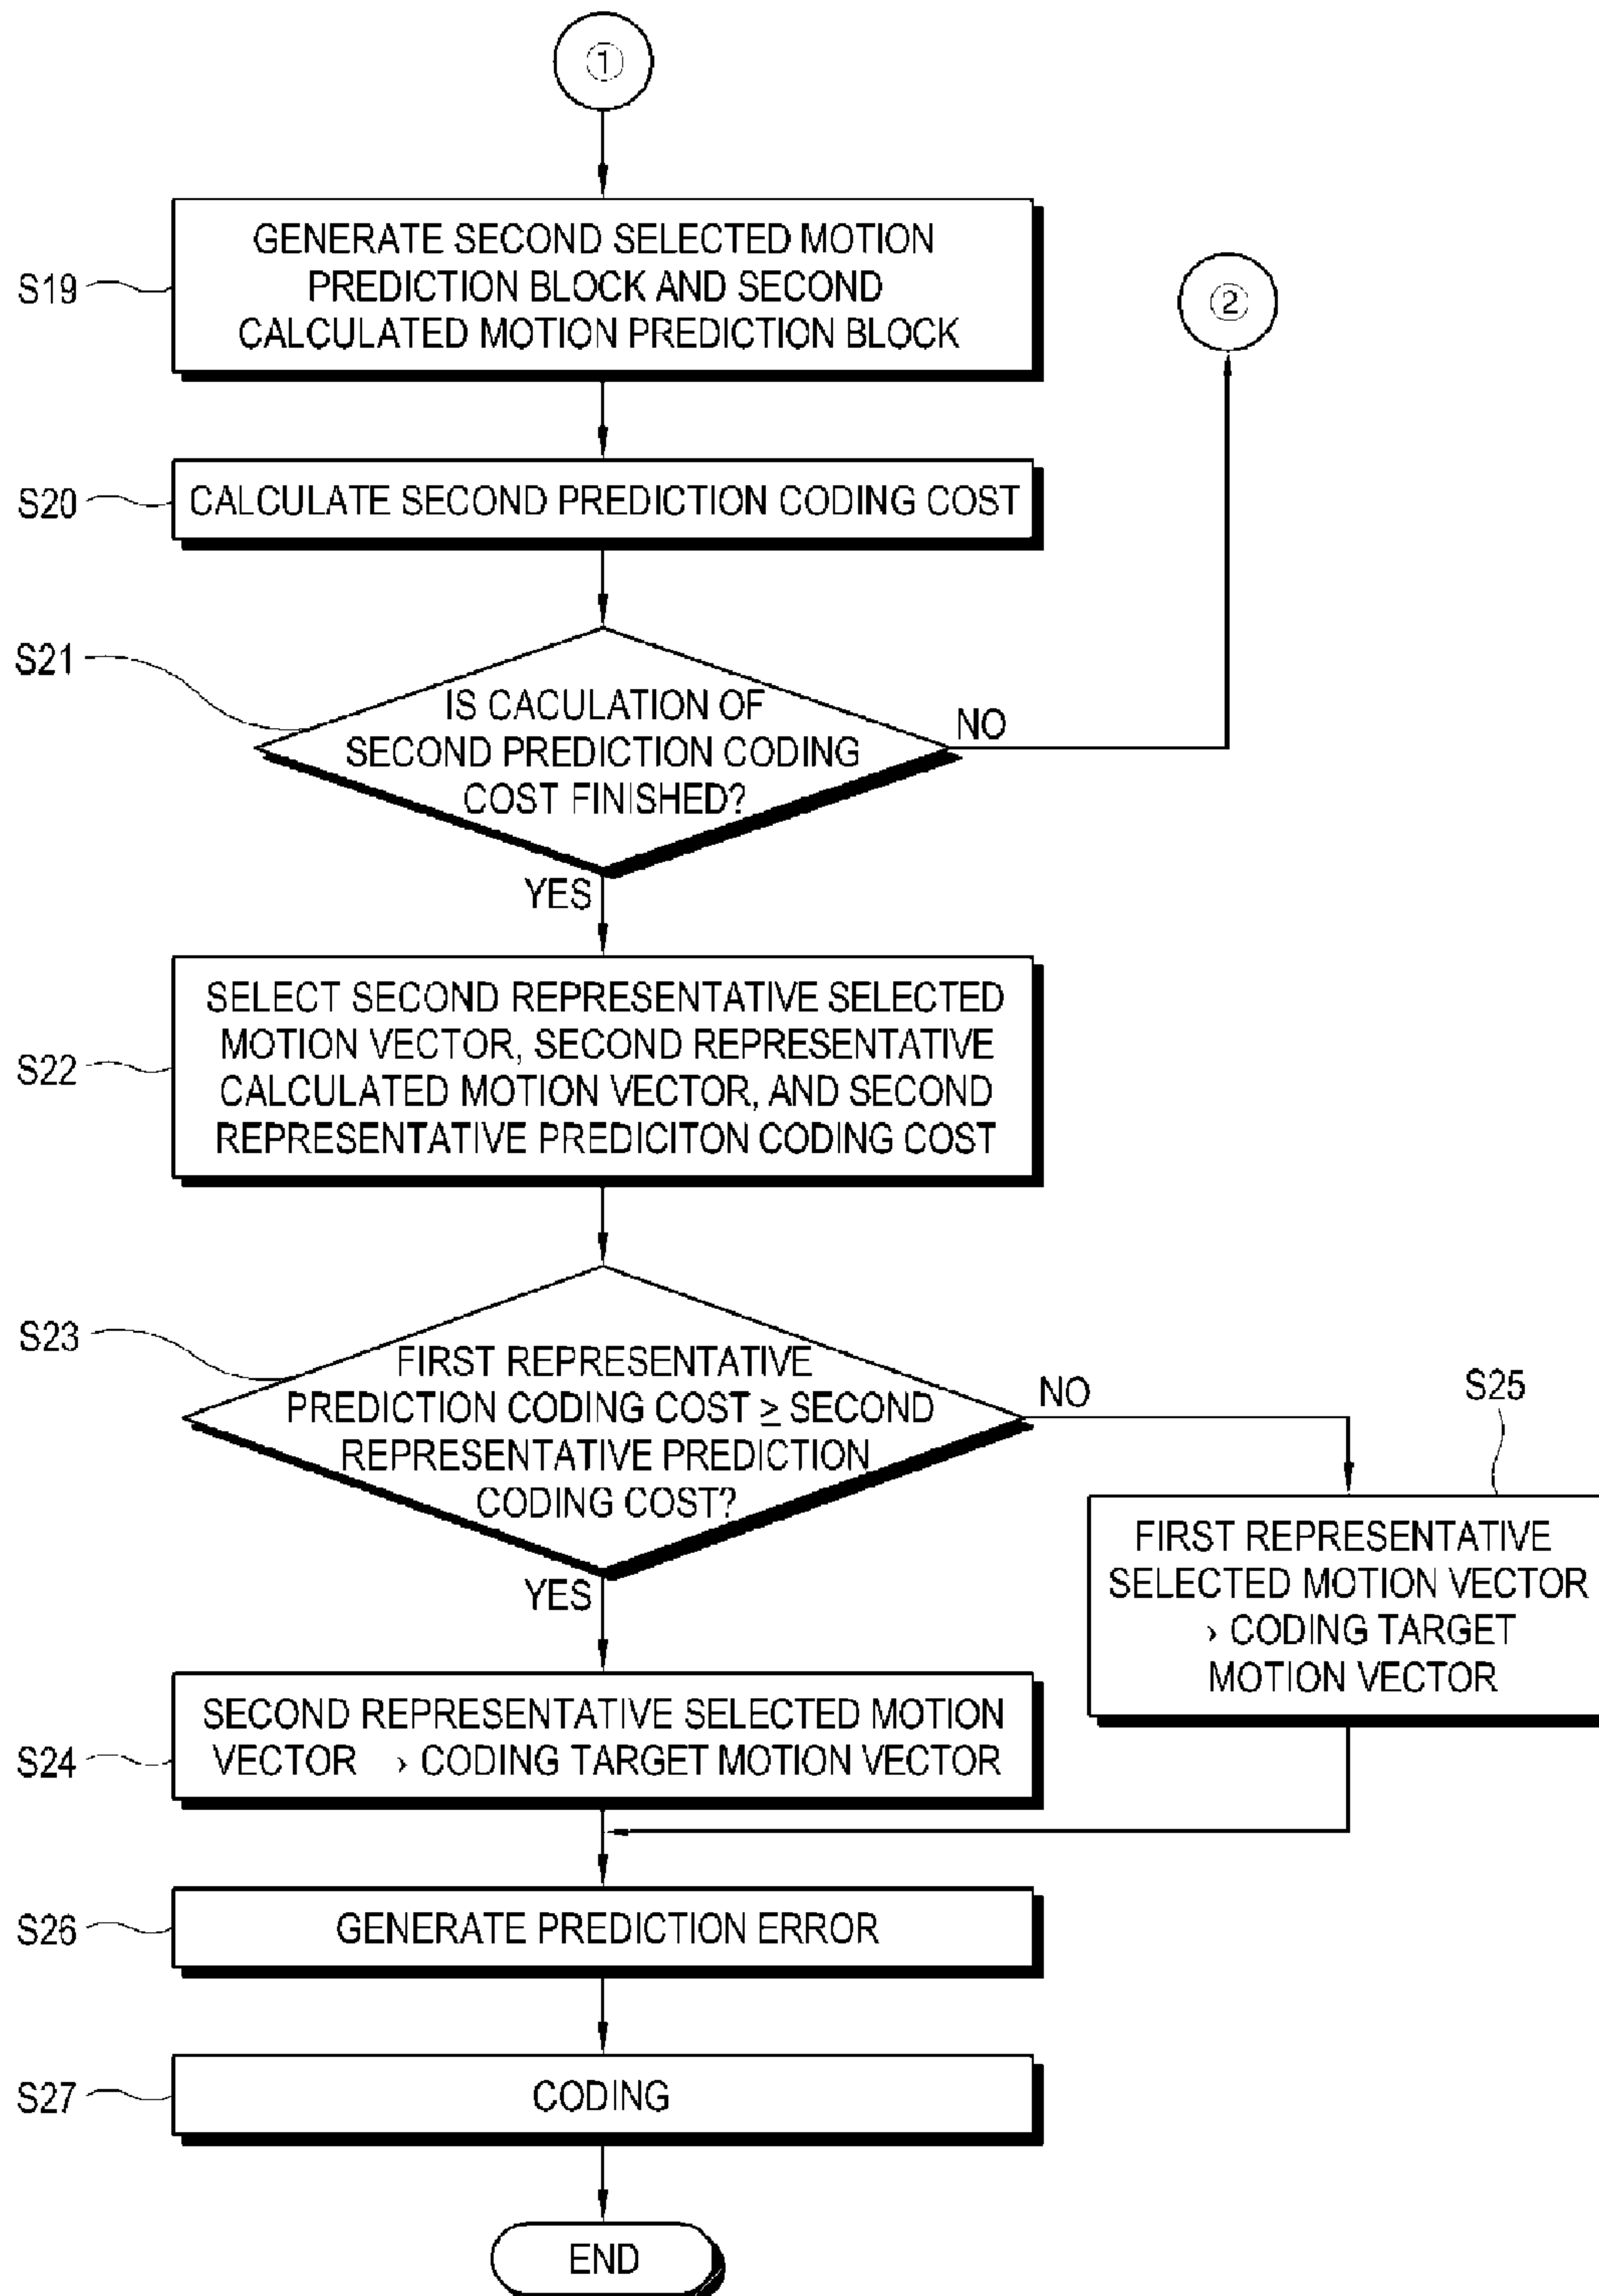 ①
S19
GENERATE SECOND SELECTED MOTION
PREDICTION BLOCK AND SECOND
CALCULATED MOTION PREDICTION BLOCK
②
S20
CALCULATE SECOND PREDICTION CODING COST
S21
IS CACULATION OF
SECOND PREDICTION CODING
COST FINISHED?
NO
YES
S22
SELECT SECOND REPRESENTATIVE SELECTED
MOTION VECTOR, SECOND REPRESENTATIVE
CALCULATED MOTION VECTOR, AND SECOND
REPRESENTATIVE PREDICITON CODING COST
S23
FIRST REPRESENTATIVE
PREDICTION CODING COST ≥ SECOND
REPRESENTATIVE PREDICTION
CODING COST?
NO
YES
S25
FIRST REPRESENTATIVE
SELECTED MOTION VECTOR
→ CODING TARGET
MOTION VECTOR
S24
SECOND REPRESENTATIVE SELECTED MOTION
VECTOR → CODING TARGET MOTION VECTOR
S26
GENERATE PREDICTION ERROR
S27
CODING
END